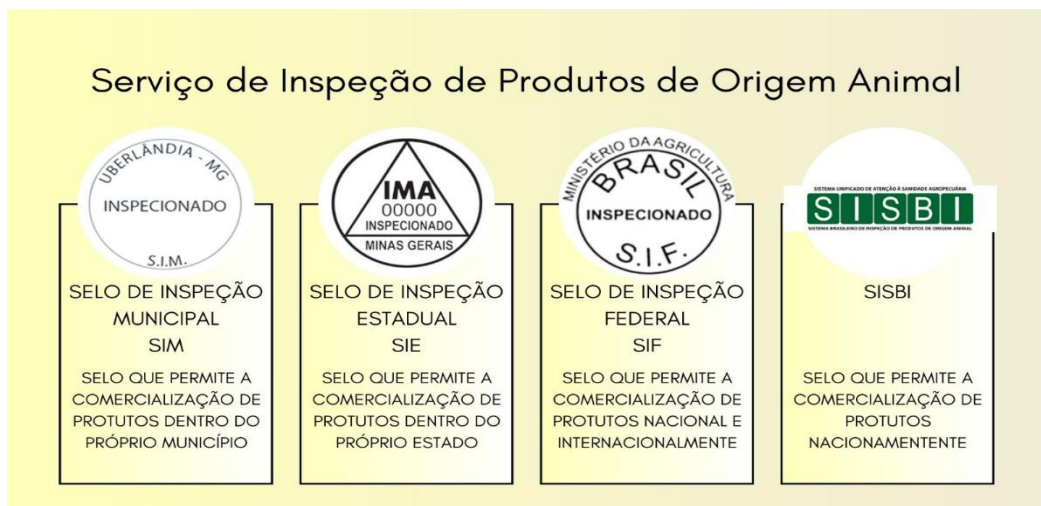 Serviço de Inspeção de Produtos de Origem Animal
UBERLÂNDIA - MG
INSPECIONADO
S.I.M.
SELO DE INSPEÇÃO
MUNICIPAL
SIM
SELO QUE PERMITE A
COMERCIALIZAÇÃO DE
PROTUTOS DENTRO DO
PRÓPRIO MUNICÍPIO
IMA
00000
INSPECIONADO
MINAS GERAIS
SELO DE INSPEÇÃO
ESTADUAL
SIE
SELO QUE PERMITE A
COMERCIALIZAÇÃO DE
PROTUTOS DENTRO DO
PRÓPRIO ESTADO
MINISTÉRIO DA AGRICULTURA
BRASIL
INSPECIONADO
S.I.F.
SELO DE INSPEÇÃO
FEDERAL
SIF
SELO QUE PERMITE A
COMERCIALIZAÇÃO DE
PROTUTOS NACIONAL E
INTERNACIONALMENTE
SISTEMA UNIFICADO DE ATENÇÃO À SANIDADE AGROPECUÁRIA
SISBI
SISTEMA BRASILEIRO DE INSPEÇÃO DE PRODUTOS DE ORIGEM ANIMAL
SISBI
SELO QUE PERMITE A
COMERCIALIZAÇÃO DE
PROTUTOS
NACIONAMENTENTE